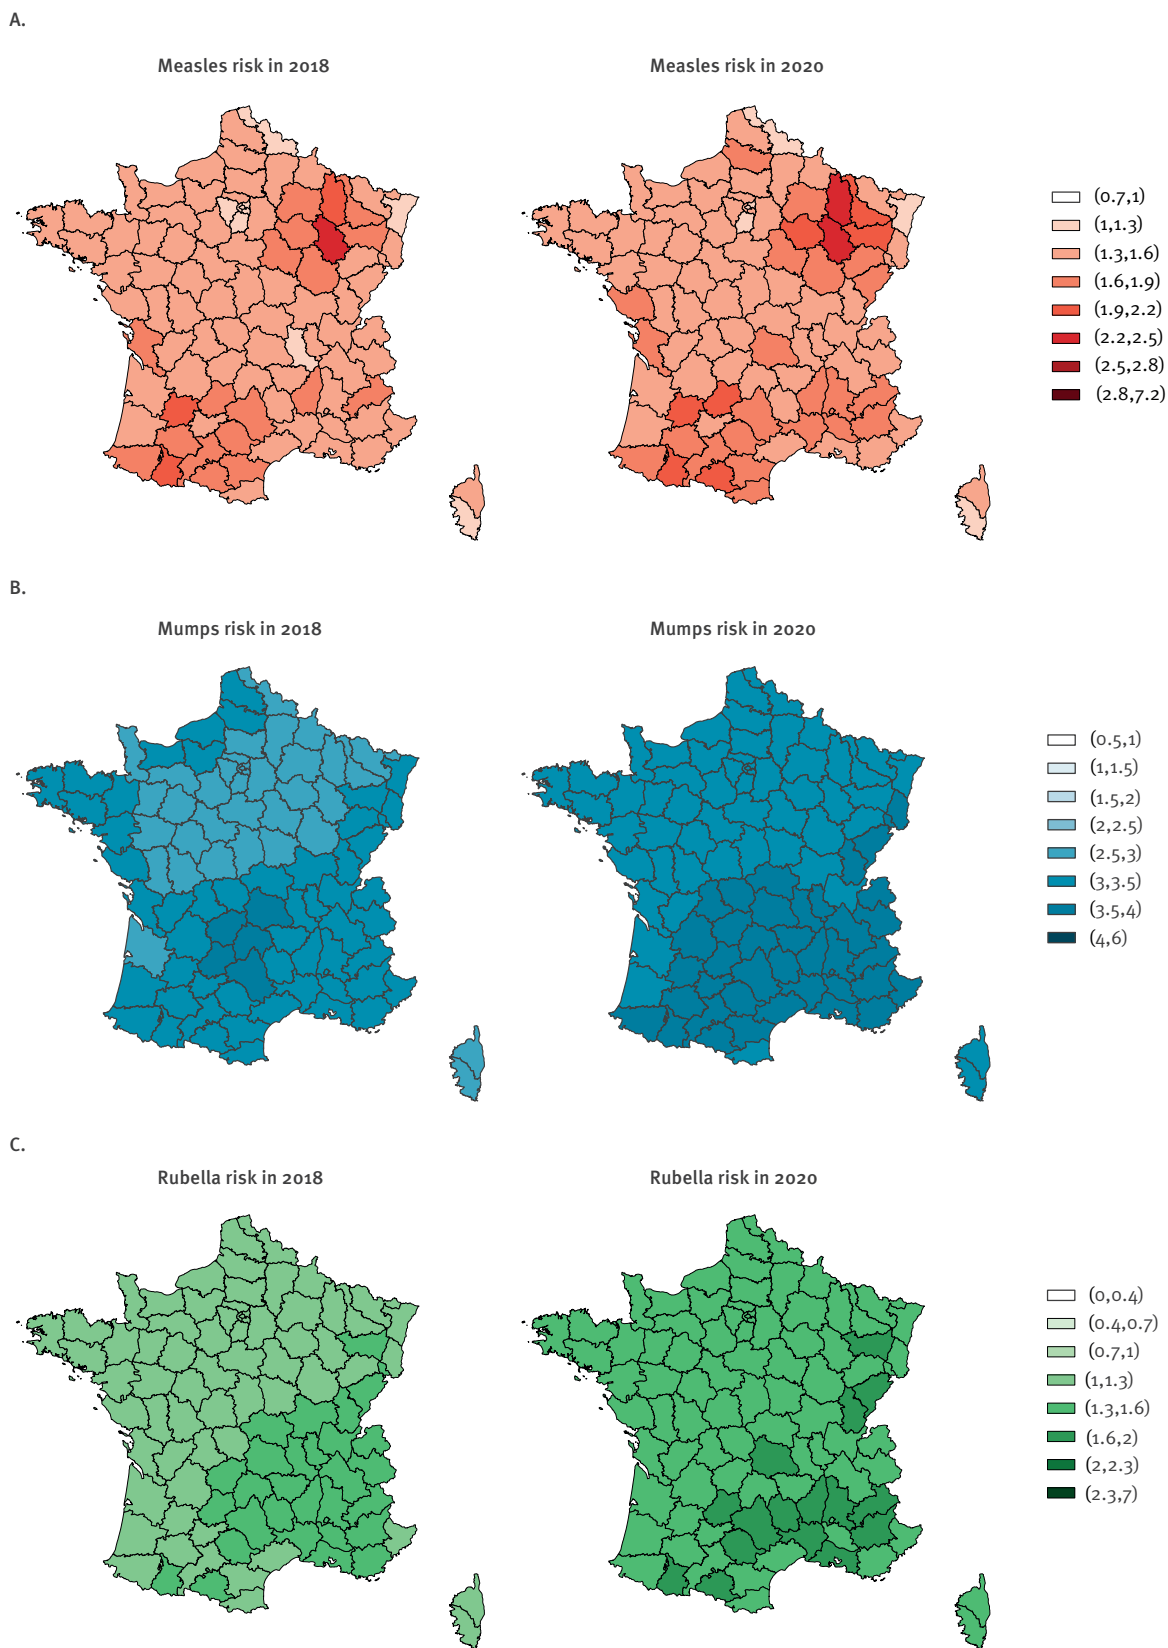 A.
Measles risk in 2018
Measles risk in 2020
(0.7,1)
(1,1.3)
(1.3,1.6)
(1.6,1.9)
(1.9,2.2)
(2.2,2.5)
(2.5,2.8)
(2.8,7.2)
B.
Mumps risk in 2018
Mumps risk in 2020
(0.5,1)
(1,1.5)
(1.5,2)
(2,2.5)
(2.5,3)
(3,3.5)
(3.5,4)
(4,6)
C.
Rubella risk in 2018
Rubella risk in 2020
(0,0.4)
(0.4,0.7)
(0.7,1)
(1,1.3)
(1.3,1.6)
(1.6,2)
(2,2.3)
(2.3,7)